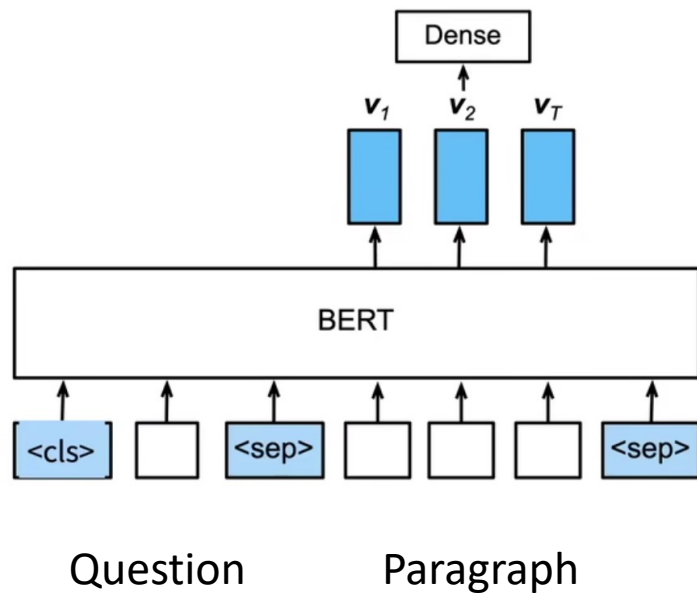 Dense
v1 v2 vT
BERT
<cls> <sep> <sep>
Question Paragraph